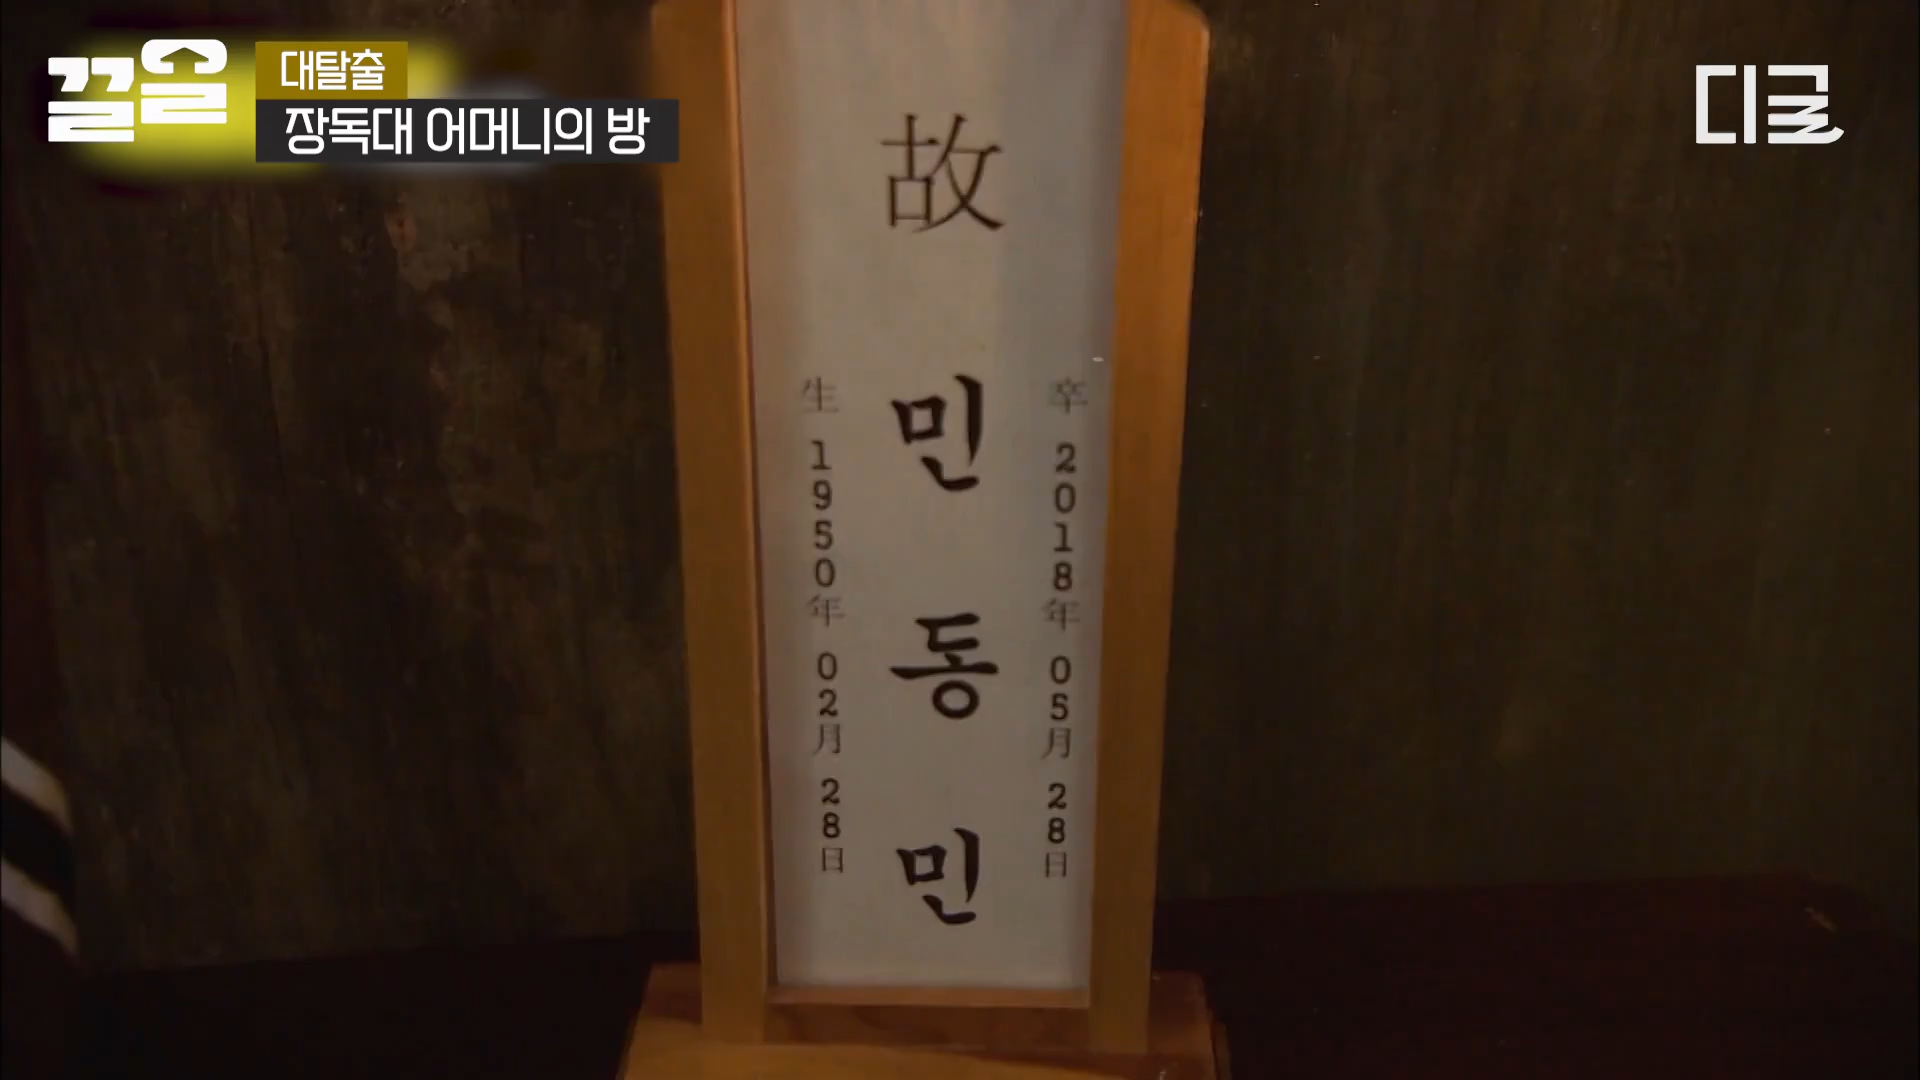 끌올
대탈출
장독대 어머니의 방
디글
故
민동민
生 1950年 02月 28日
卒 2018年 05月 28日